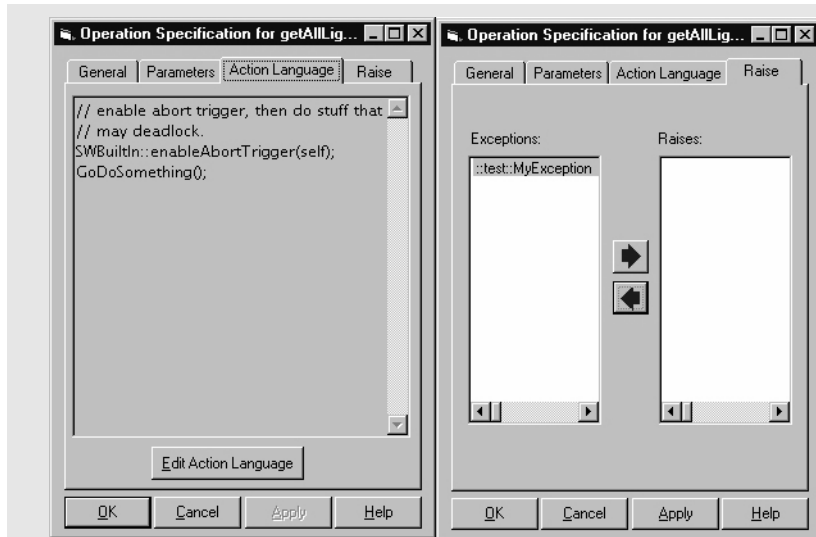 Operation Specification for getAllLig...
General
Parameters
Action Language
Raise
// enable abort trigger, then do stuff that
// may deadlock.
SWBuiltIn::enableAbortTrigger(self);
GoDoSomething();
Edit Action Language
OK
Cancel
Apply
Help
Operation Specification for getAllLig...
General
Parameters
Action Language
Raise
Exceptions:
Raises:
::test::MyException
OK
Cancel
Apply
Help